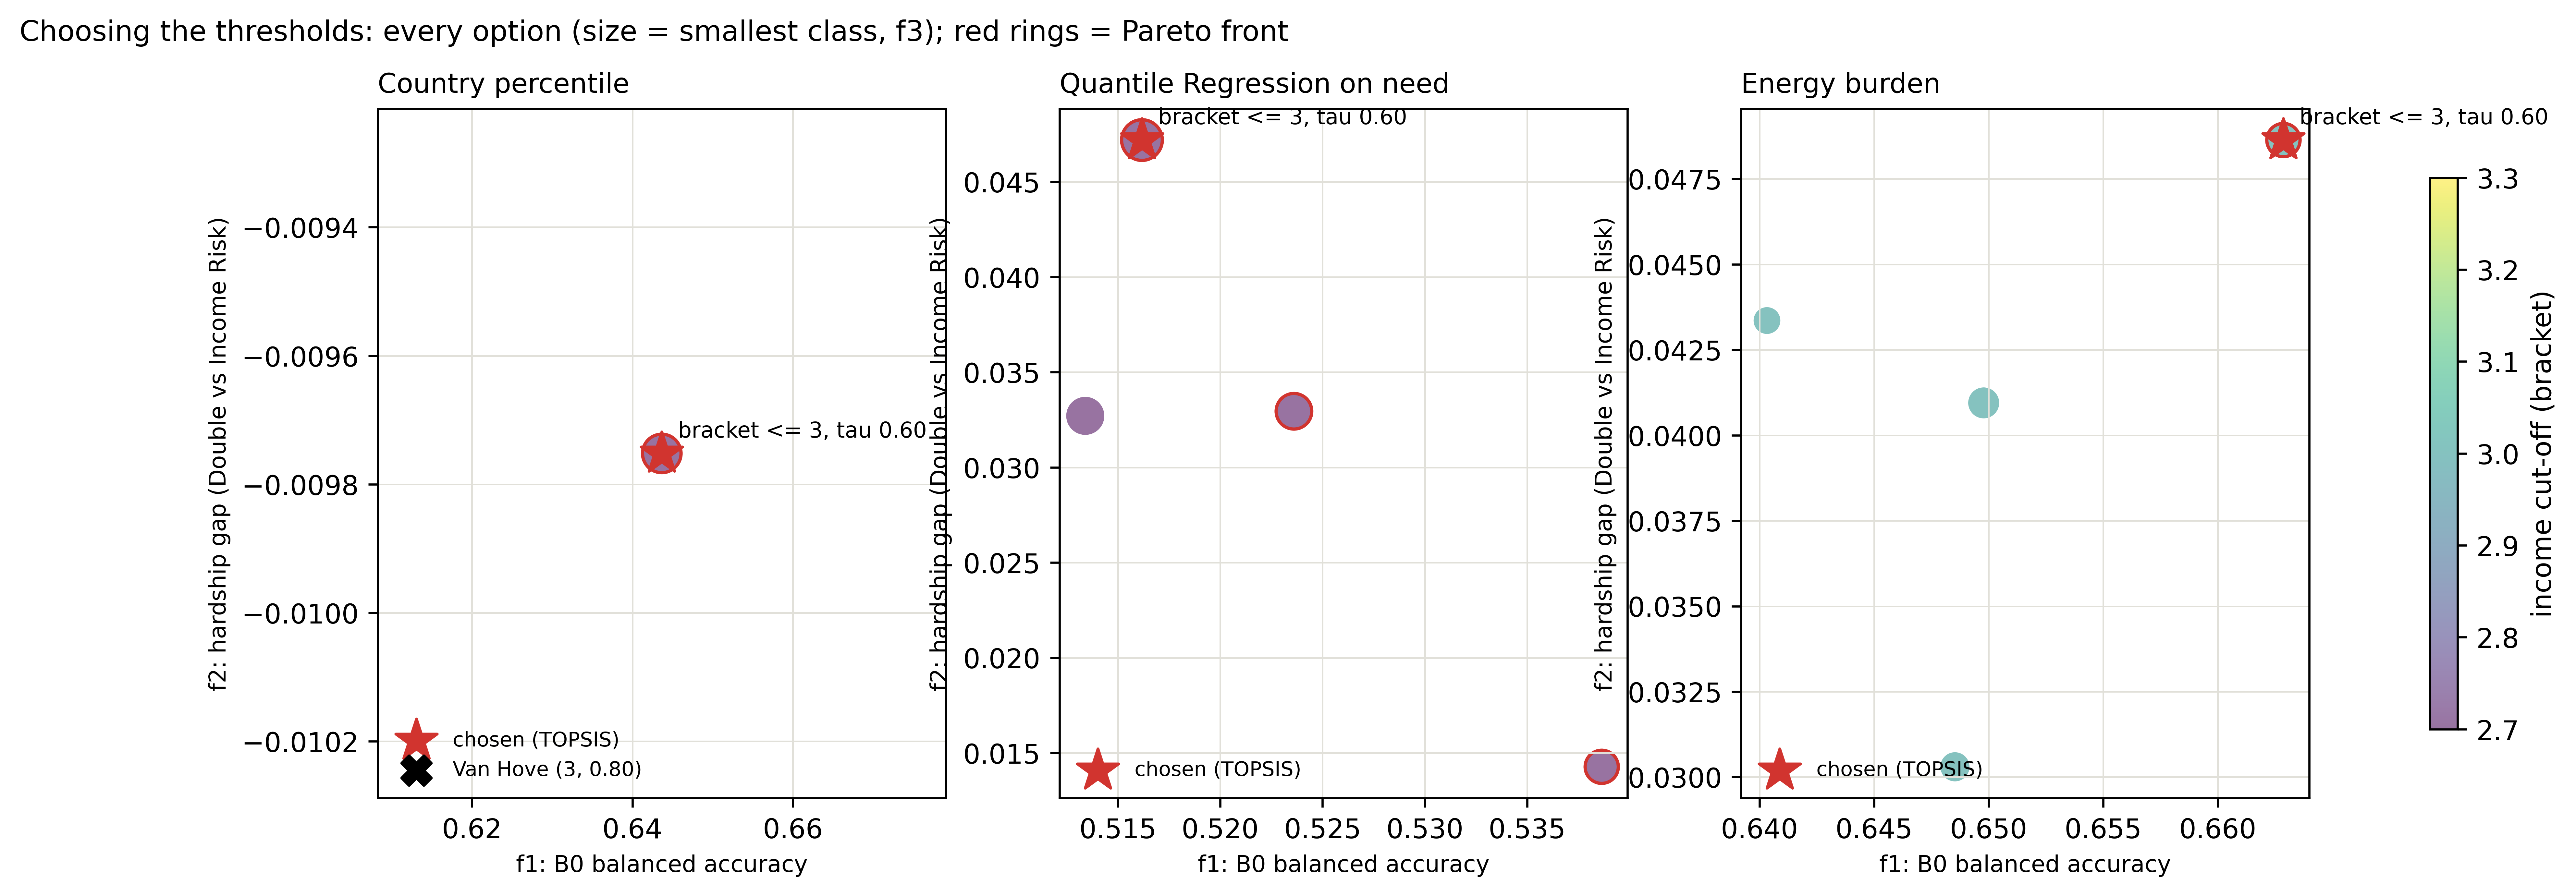 Choosing the thresholds: every option (size = smallest class, f3); red rings = Pareto front
Country percentile
f2: hardship gap (Double vs Income Risk)
−0.0094
−0.0096
−0.0098
−0.0100
−0.0102
bracket <= 3, tau 0.60
chosen (TOPSIS)
Van Hove (3, 0.80)
0.62 0.64 0.66
f1: B0 balanced accuracy
Quantile Regression on need
f2: hardship gap (Double vs Income Risk)
0.045
0.040
0.035
0.030
0.025
0.020
0.015
bracket <= 3, tau 0.60
chosen (TOPSIS)
0.515 0.520 0.525 0.530 0.535
f1: B0 balanced accuracy
Energy burden
f2: hardship gap (Double vs Income Risk)
0.0475
0.0450
0.0425
0.0400
0.0375
0.0350
0.0325
0.0300
bracket <= 3, tau 0.60
chosen (TOPSIS)
0.640 0.645 0.650 0.655 0.660
f1: B0 balanced accuracy
3.3
3.2
3.1
3.0
2.9
2.8
2.7
income cut-off (bracket)